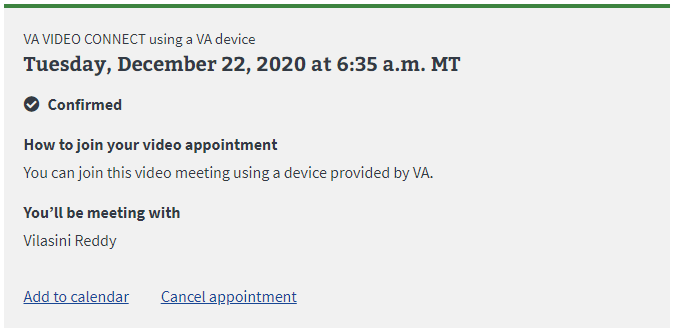 VA VIDEO CONNECT using a VA device
Tuesday, December 22, 2020 at 6:35 a.m. MT
Confirmed
How to join your video appointment
You can join this video meeting using a device provided by VA.
You’ll be meeting with
Vilasini Reddy
Add to calendar Cancel appointment